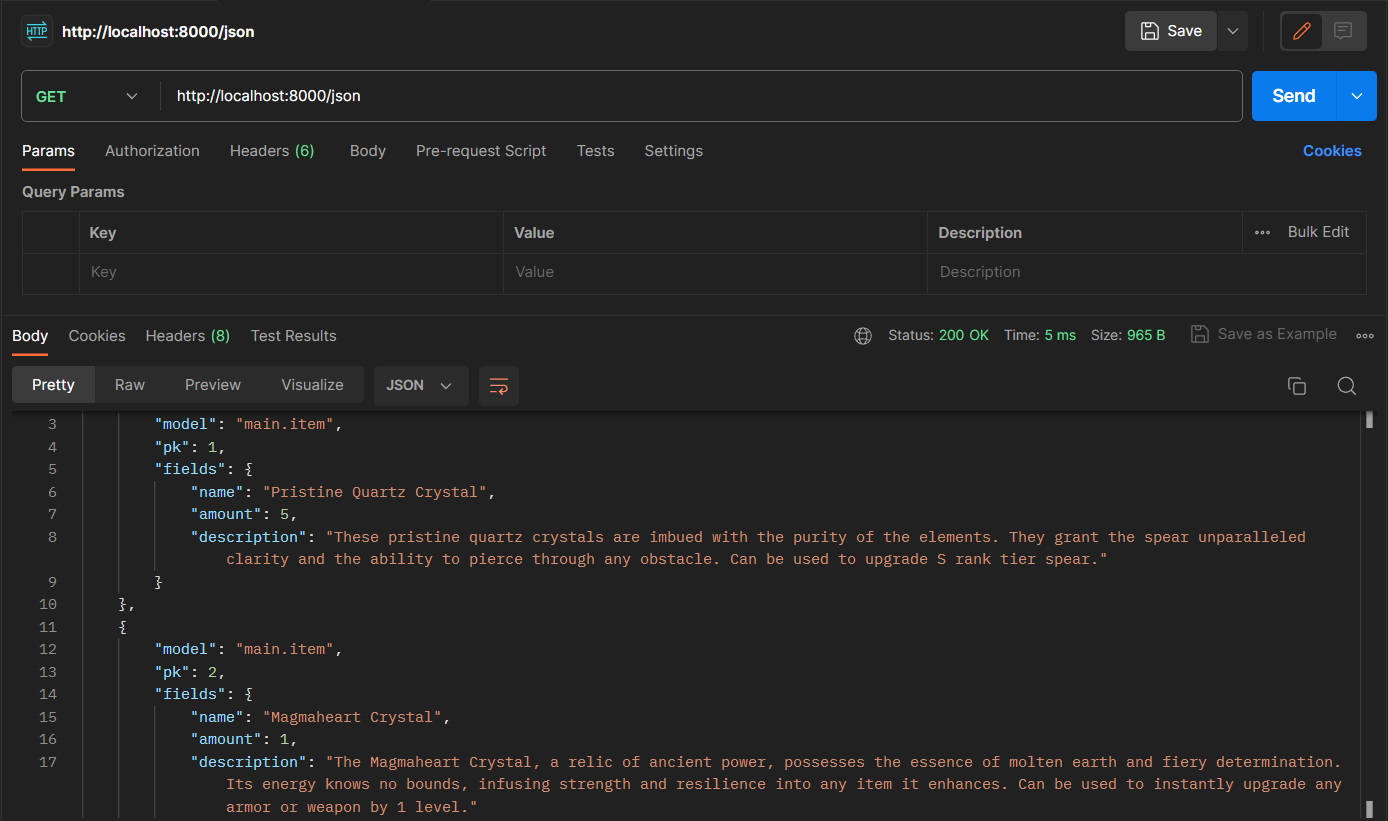 HTTP http://localhost:8000/json Save
GET http://localhost:8000/json Send
Params Authorization Headers (6) Body Pre-request Script Tests Settings Cookies
Query Params
Key Value Description ••• Bulk Edit
Key Value Description
Body Cookies Headers (8) Test Results Status: 200 OK Time: 5 ms Size: 965 B Save as Example
Pretty Raw Preview Visualize JSON
3 "model": "main.item",
4 "pk": 1,
5 "fields": {
6 "name": "Pristine Quartz Crystal",
7 "amount": 5,
8 "description": "These pristine quartz crystals are imbued with the purity of the elements. They grant the spear unparalleled
clarity and the ability to pierce through any obstacle. Can be used to upgrade S rank tier spear."
9 }
10 },
11 {
12 "model": "main.item",
13 "pk": 2,
14 "fields": {
15 "name": "Magmaheart Crystal",
16 "amount": 1,
17 "description": "The Magmaheart Crystal, a relic of ancient power, possesses the essence of molten earth and fiery determination.
Its energy knows no bounds, infusing strength and resilience into any item it enhances. Can be used to instantly upgrade any
armor or weapon by 1 level."